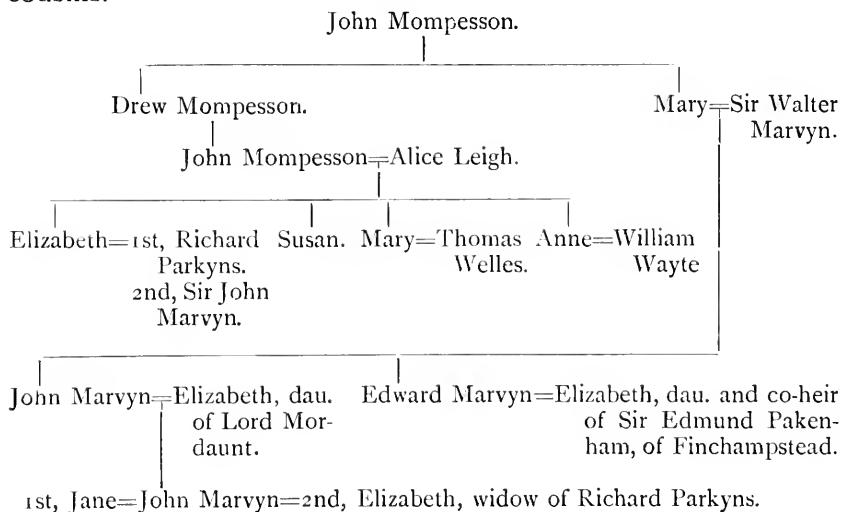 John Mompesson.
Drew Mompesson. Mary=Sir Walter
Marvyn.
John Mompesson=Alice Leigh.
Elizabeth=1st, Richard Susan. Mary=Thomas Anne=William
Parkyns. Welles. Wayte
2nd, Sir John
Marvyn.
John Marvyn=Elizabeth, dau. Edward Marvyn=Elizabeth, dau. and co-heir
of Lord Mor- of Sir Edmund Paken-
daunt. ham, of Finchampstead.
1st, Jane=John Marvyn=2nd, Elizabeth, widow of Richard Parkyns.